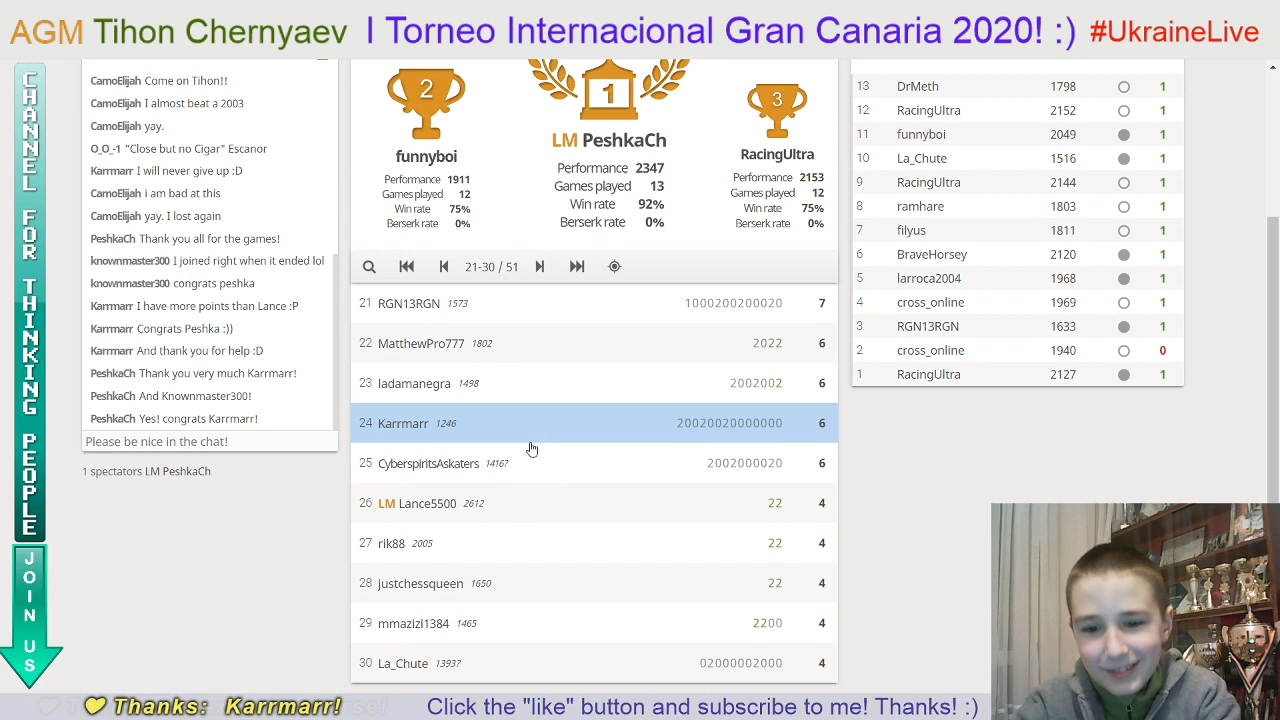 AGM Tihon Chernyaev I Torneo Internacional Gran Canaria 2020! :) #UkraineLive
CHANNEL FOR THINKING PEOPLE
JOIN US
CamoElijah Come on Tihon!!
CamoElijah I almost beat a 2003
CamoElijah yay.
O_O_-1 "Close but no Cigar" Escanor
Karrmarr I will never give up :D
CamoElijah i am bad at this
CamoElijah yay. I lost again
PeshkaCh Thank you all for the games!
knownmaster300 I joined right when it ended lol
knownmaster300 congrats peshka
Karrmarr I have more points than Lance :P
Karrmarr Congrats Peshka :))
Karrmarr And thank you for help :D
PeshkaCh Thank you very much Karrmarr!
PeshkaCh And Knownmaster300!
PeshkaCh Yes! congrats Karrmarr!
Please be nice in the chat!
1 spectators LM PeshkaCh
2
funnyboi
Performance 1911
Games played 12
Win rate 75%
Berserk rate 0%
1
LM PeshkaCh
Performance 2347
Games played 13
Win rate 92%
Berserk rate 0%
3
RacingUltra
Performance 2153
Games played 12
Win rate 75%
Berserk rate 0%
21-30 / 51
21 RGN13RGN 1573 1000200200020 7
22 MatthewPro777 1802 2022 6
23 ladamanegra 1498 2002002 6
24 Karrmarr 1246 20020020000000 6
25 CyberspiritsAskaters 1416? 2002000020 6
26 LM Lance5500 2612 22 4
27 rik88 2005 22 4
28 justchessqueen 1650 22 4
29 mmazizi1384 1465 2200 4
30 La_Chute 1393? 02000002000 4
13 DrMeth 1798 1
12 RacingUltra 2152 1
11 funnyboi 2049 1
10 La_Chute 1516 1
9 RacingUltra 2144 1
8 ramhare 1803 1
7 filyus 1811 1
6 BraveHorsey 2120 1
5 larroca2004 1968 1
4 cross_online 1969 1
3 RGN13RGN 1633 1
2 cross_online 1940 0
1 RacingUltra 2127 1
Thanks: Karrmarr!
Click the "like" button and subscribe to me! Thanks! :)